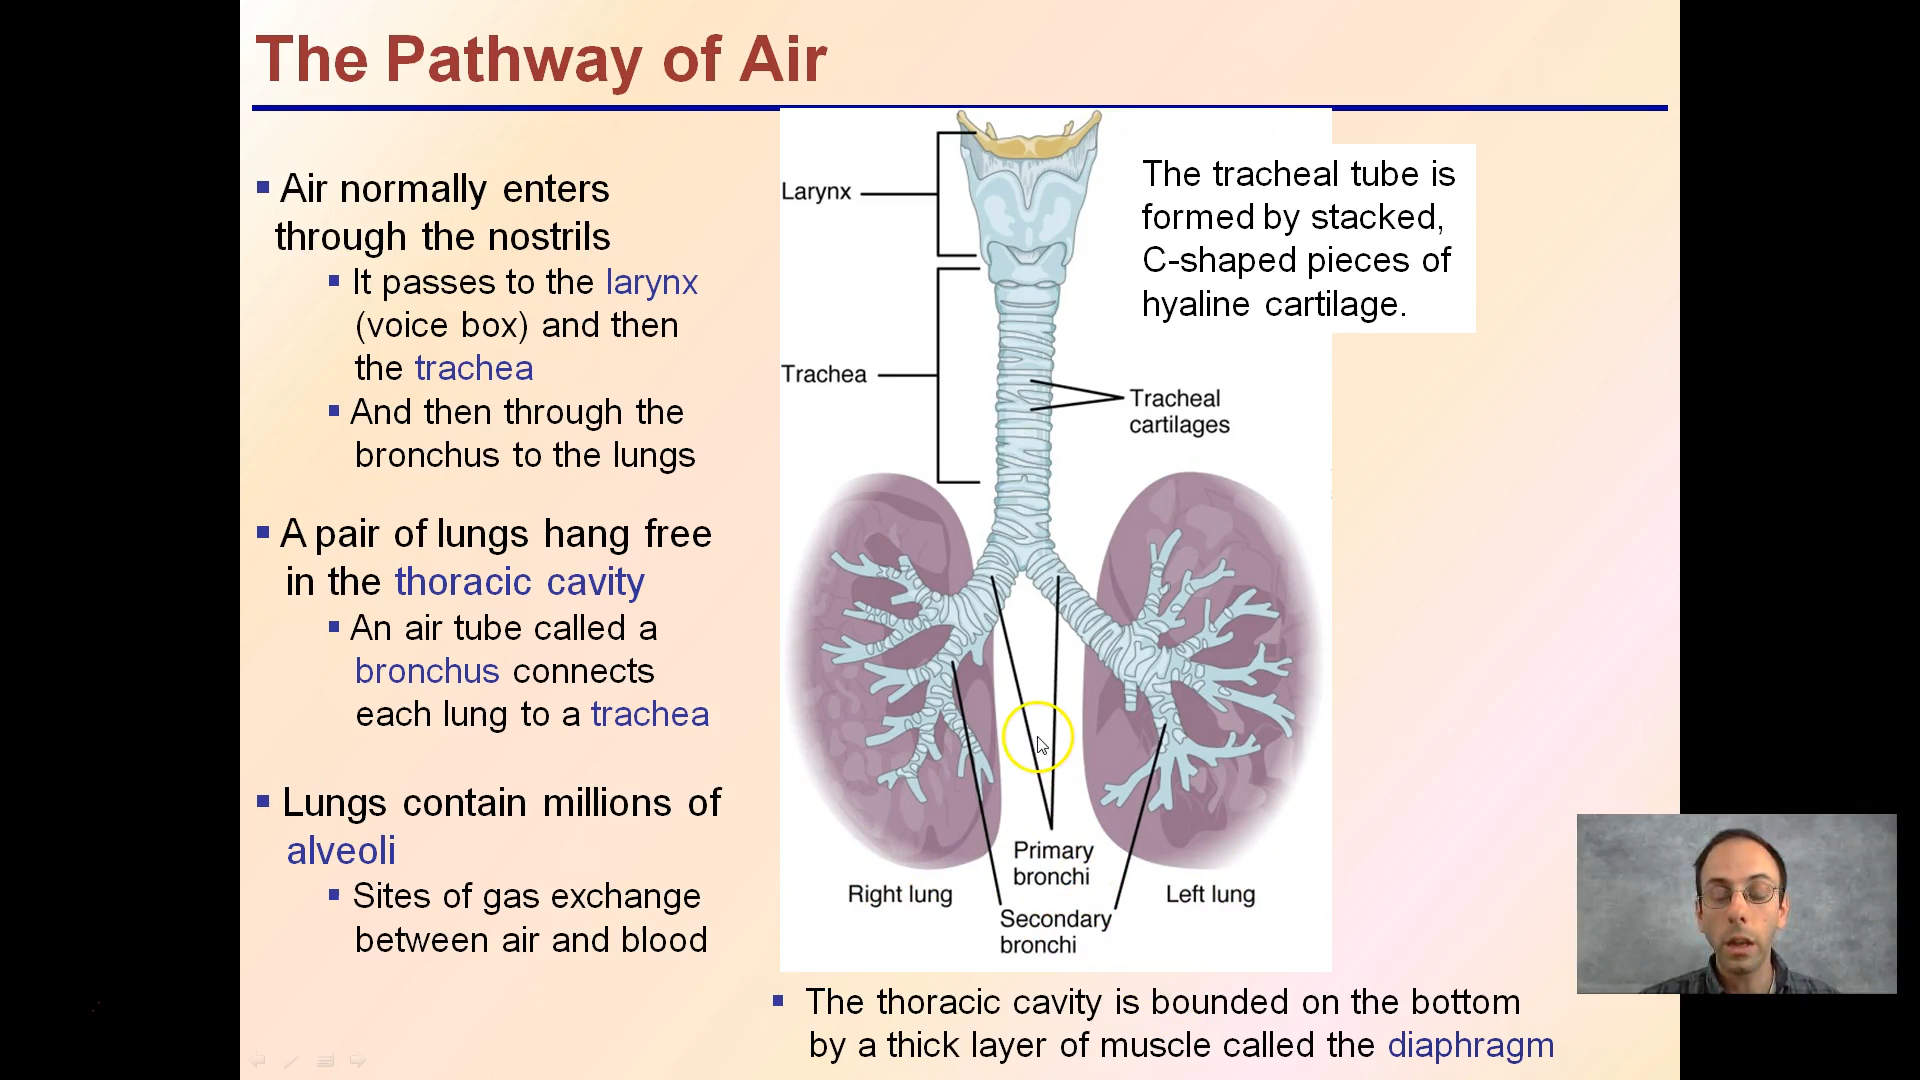 The Pathway of Air
Air normally enters
through the nostrils
It passes to the larynx
(voice box) and then
the trachea
And then through the
bronchus to the lungs
A pair of lungs hang free
in the thoracic cavity
An air tube called a
bronchus connects
each lung to a trachea
Lungs contain millions of
alveoli
Sites of gas exchange
between air and blood
Larynx
Trachea
The tracheal tube is
formed by stacked,
C-shaped pieces of
hyaline cartilage.
Tracheal
cartilages
Primary
bronchi
Right lung
Left lung
Secondary
bronchi
The thoracic cavity is bounded on the bottom
by a thick layer of muscle called the diaphragm